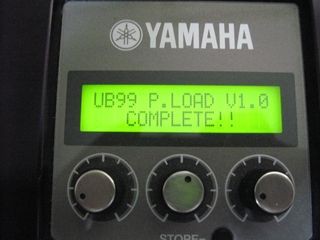 YAMAHA
UB99 P.LOAD V1.0
COMPLETE!!
STORE